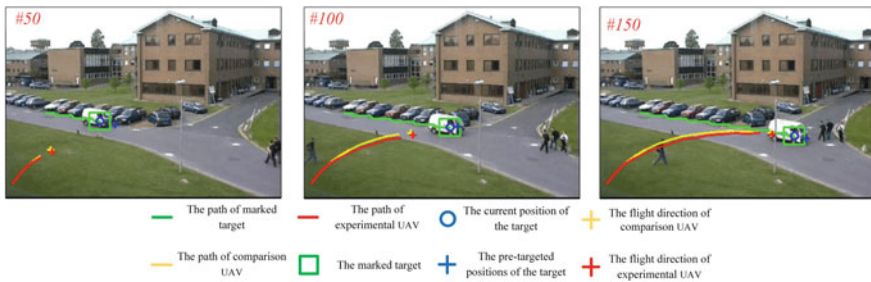 #50
#100
#150
The path of marked
target
The path of
experimental UAV
The current position of
the target
The flight direction of
comparison UAV
The path of comparison
UAV
The marked target
The pre-targeted
positions of the target
The flight direction of
experimental UAV